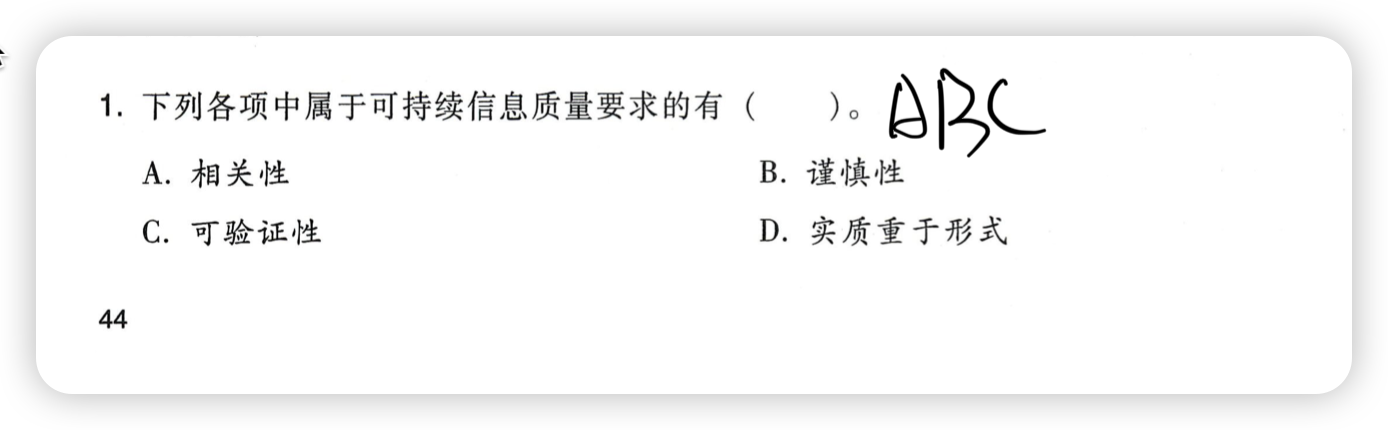 1. 下列各项中属于可持续信息质量要求的有（　　）。ABC
A. 相关性
B. 谨慎性
C. 可验证性
D. 实质重于形式
44